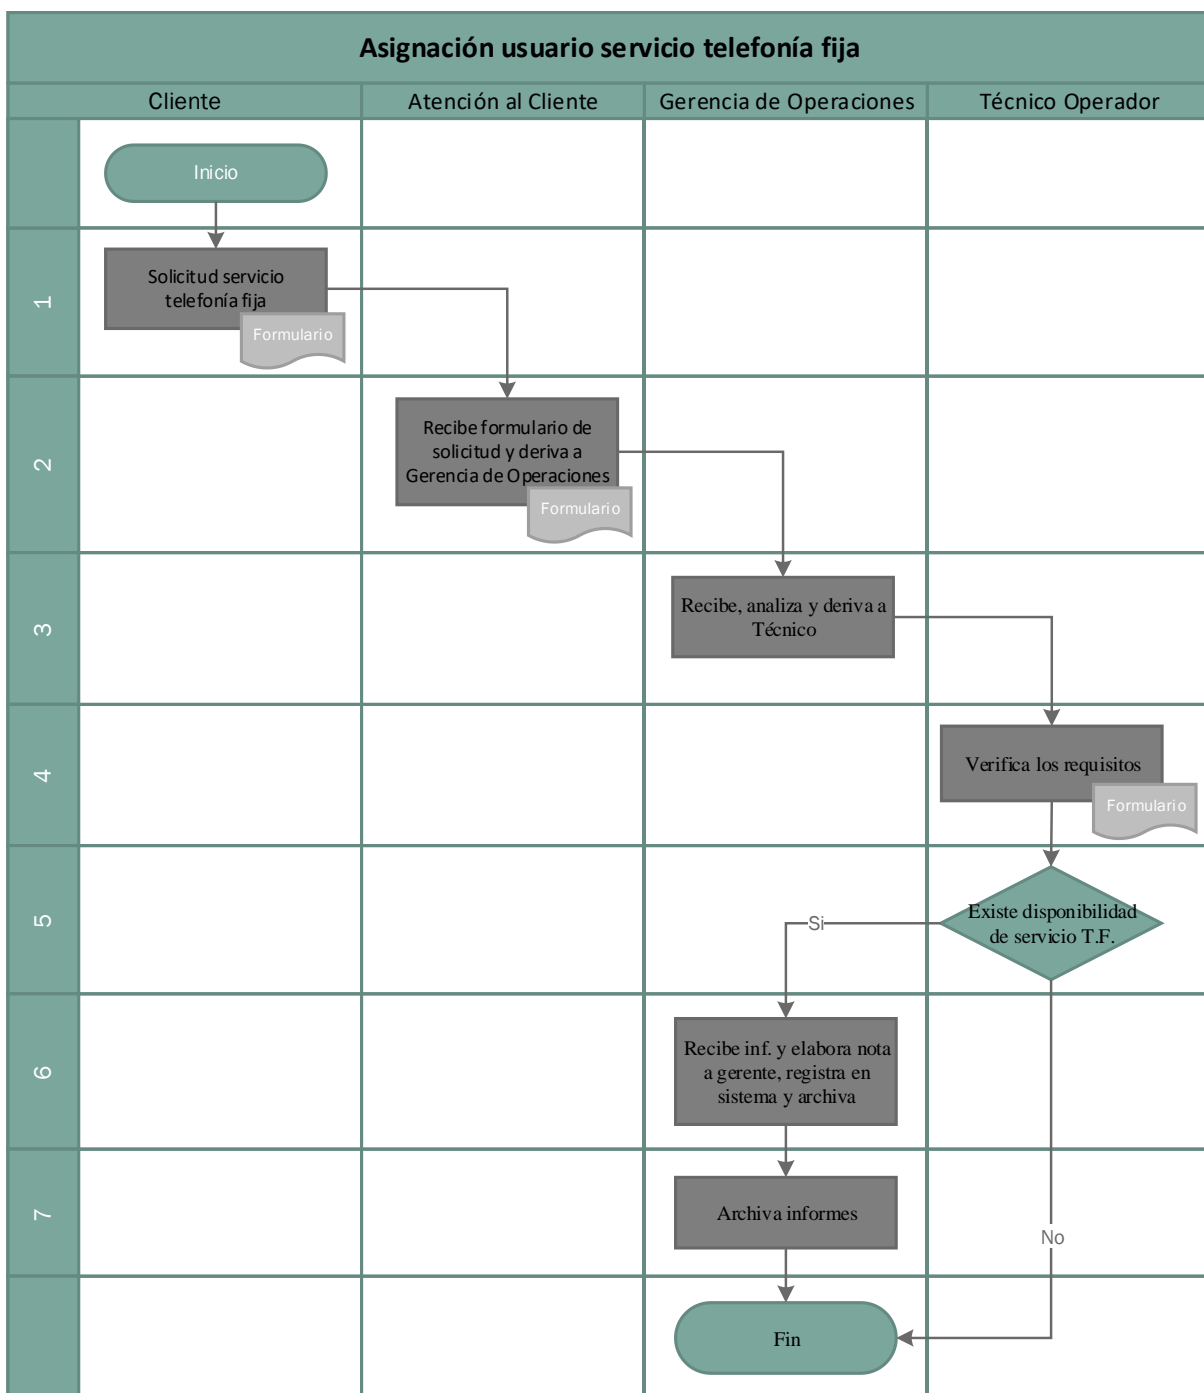 Asignación usuario servicio telefonía fija
Cliente
Atención al Cliente
Gerencia de Operaciones
Técnico Operador
Inicio
1
Solicitud servicio
telefonía fija
Formulario
2
Recibe formulario de
solicitud y deriva a
Gerencia de Operaciones
Formulario
3
Recibe, analiza y deriva a
Técnico
4
Verifica los requisitos
Formulario
5
Existe disponibilidad
de servicio T.F.
Si
6
Recibe inf. y elabora nota
a gerente, registra en
sistema y archiva
7
Archiva informes
No
Fin